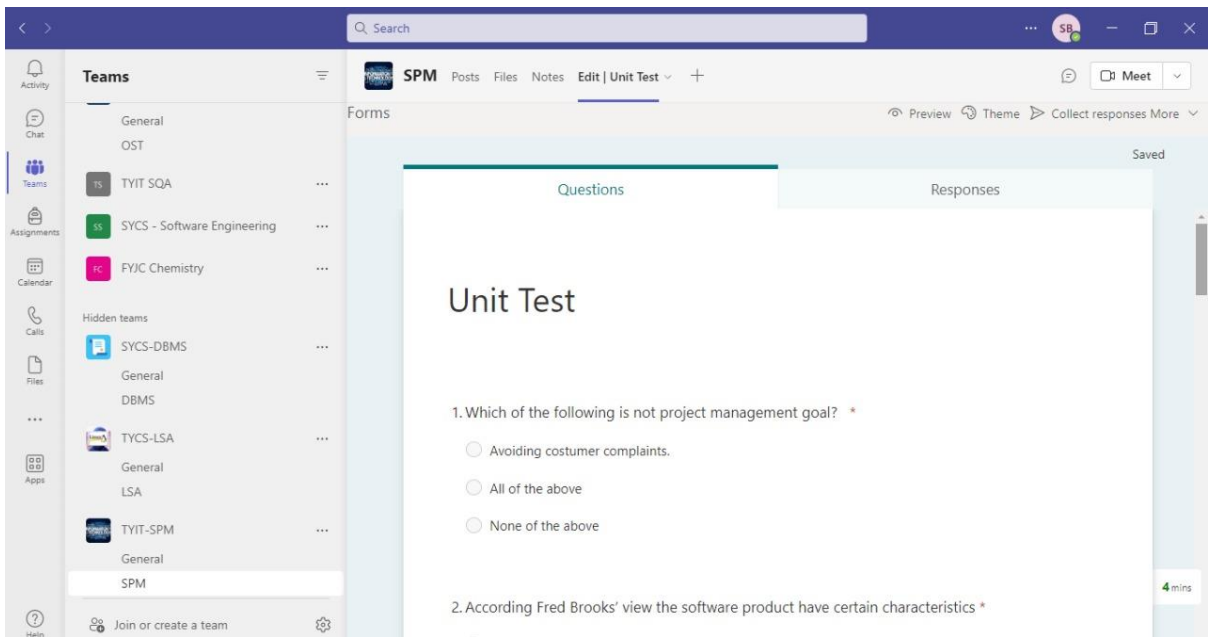 Search
SB
Activity
Chat
Teams
Assignments
Calendar
Calls
Files
Apps
Help
Teams
General
OST
TS TYIT SQA
SS SYCS - Software Engineering
FC FYJC Chemistry
Hidden teams
SYCS-DBMS
General
DBMS
TYCS-LSA
General
LSA
TYIT-SPM
General
SPM
Join or create a team
SPM Posts Files Notes Edit | Unit Test
Meet
Forms
Preview Theme Collect responses More
Saved
Questions Responses
Unit Test
1. Which of the following is not project management goal? *
Avoiding costumer complaints.
All of the above
None of the above
4 mins
2. According Fred Brooks' view the software product have certain characteristics *